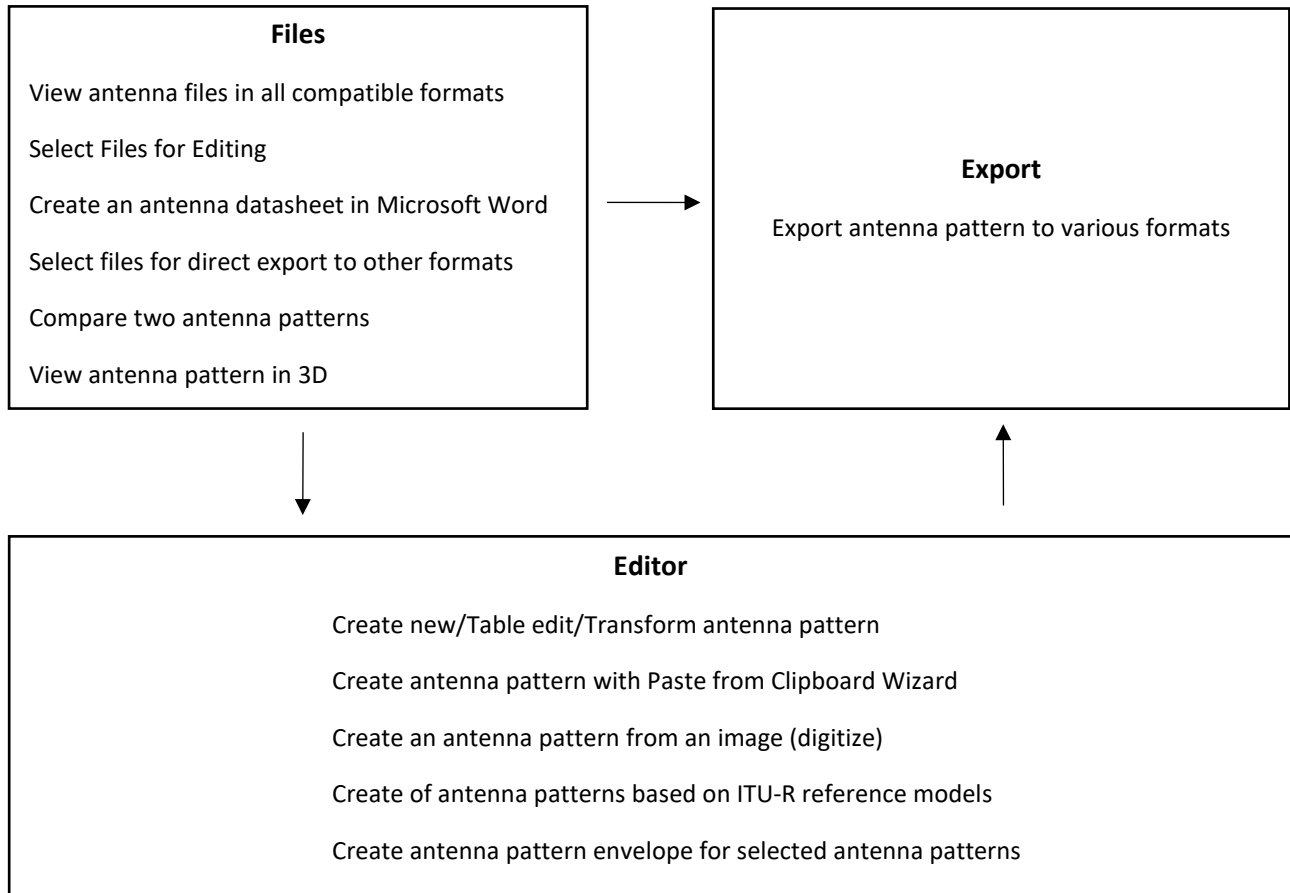 Files
View antenna files in all compatible formats
Select Files for Editing
Create an antenna datasheet in Microsoft Word
Select files for direct export to other formats
Compare two antenna patterns
View antenna pattern in 3D
Export
Export antenna pattern to various formats
Editor
Create new/Table edit/Transform antenna pattern
Create antenna pattern with Paste from Clipboard Wizard
Create an antenna pattern from an image (digitize)
Create of antenna patterns based on ITU-R reference models
Create antenna pattern envelope for selected antenna patterns